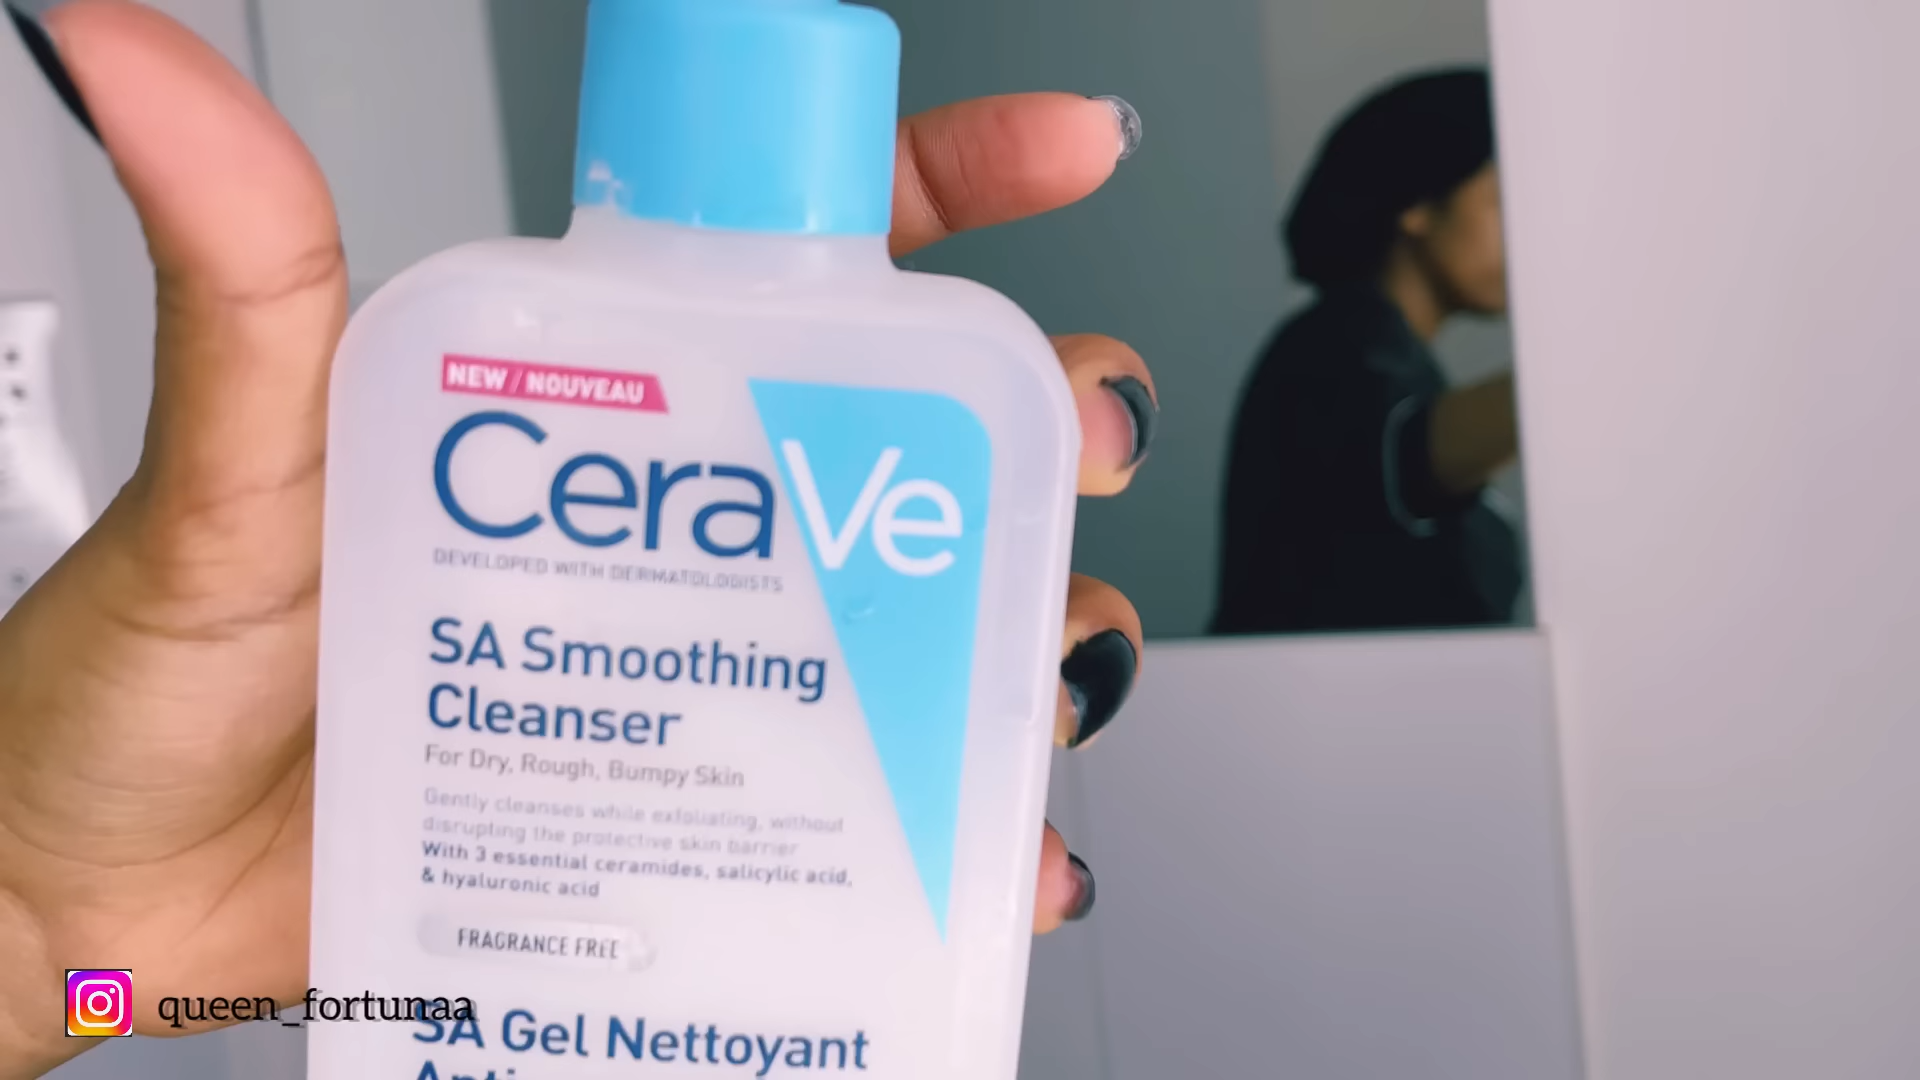 NEW / NOUVEAU
CeraVe
DEVELOPED WITH DERMATOLOGISTS
SA Smoothing
Cleanser
For Dry, Rough, Bumpy Skin
Gently cleanses while exfoliating, without
disrupting the protective skin barrier
With 3 essential ceramides, salicylic acid,
& hyaluronic acid
FRAGRANCE FREE
SA Gel Nettoyant
queen_fortunaa